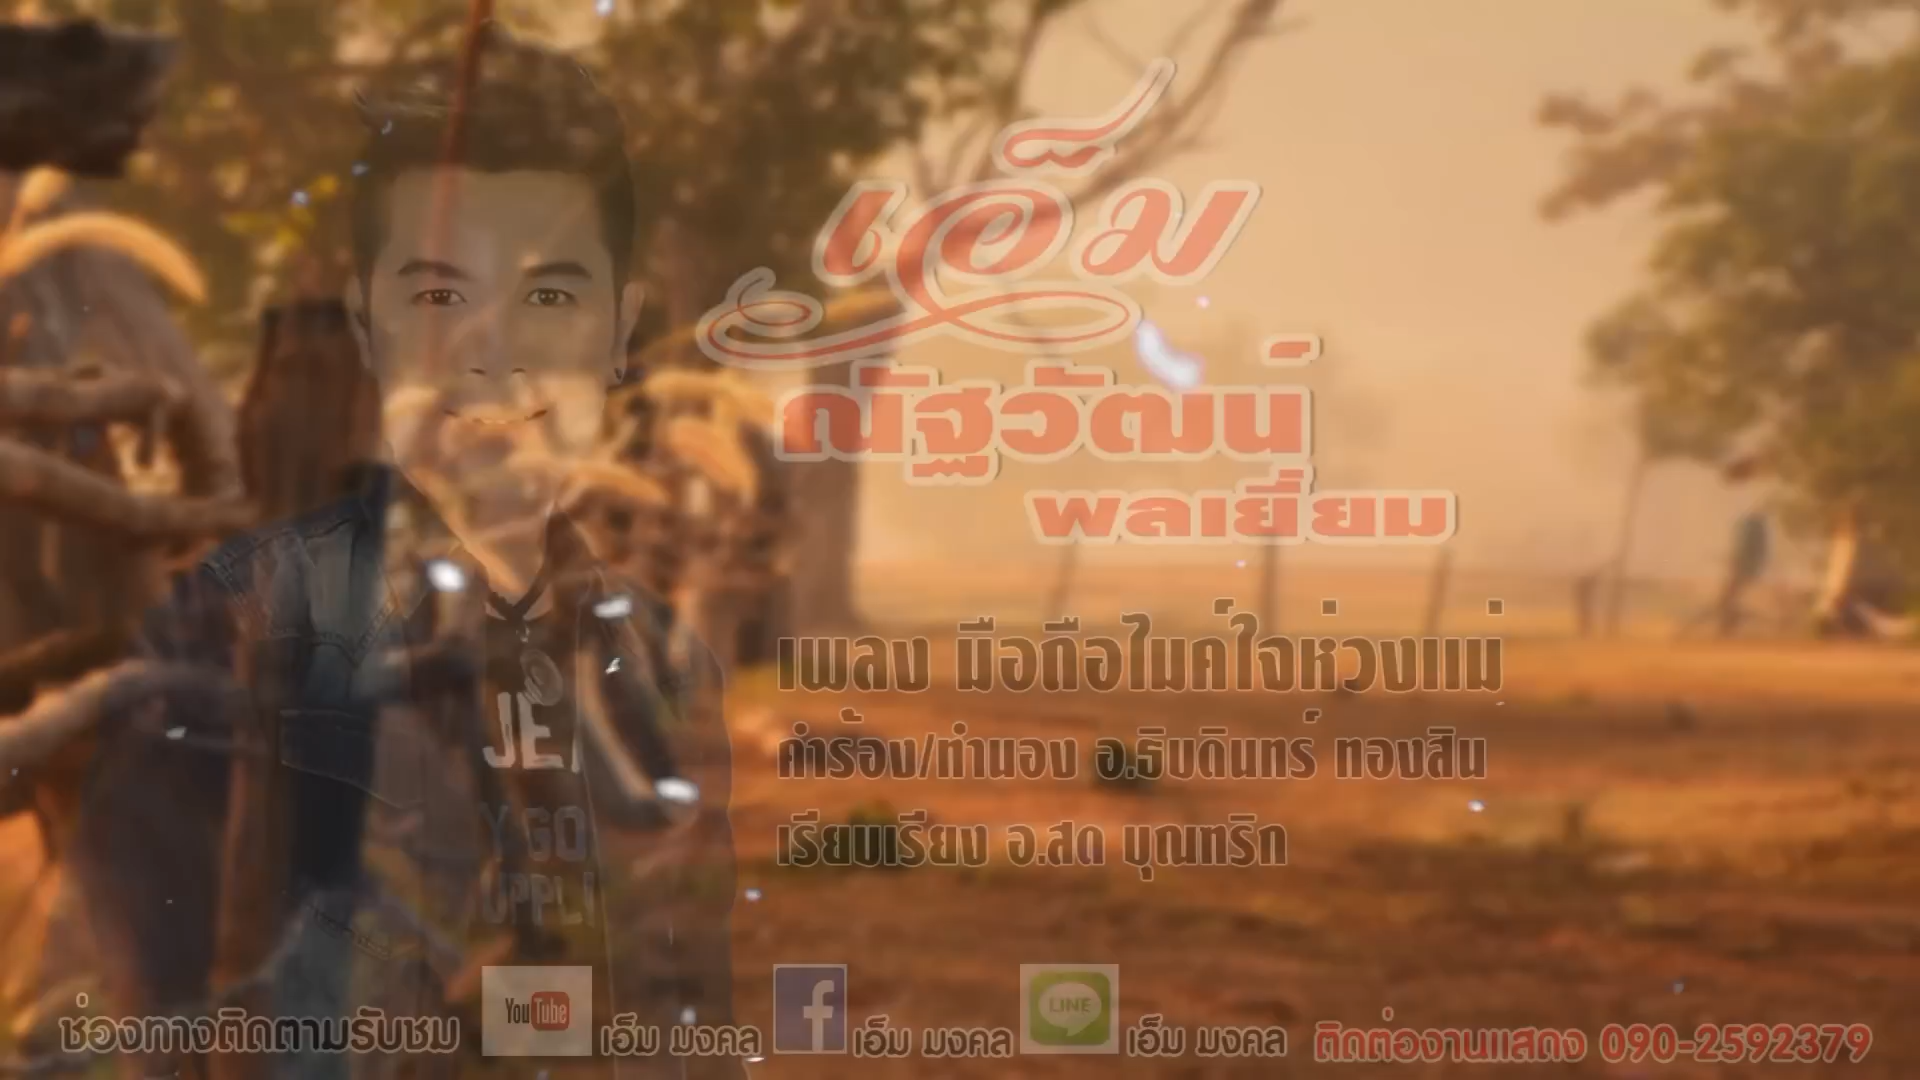 เอ็ม
ณัฐวัฒน์
พลเยี่ยม
เพลง มือถือไมค์ใจห่วงแม่
คำร้อง/ทำนอง อ.ธิบดินทร์ ทองสิน
เรียบเรียง อ.สด บุณฑริก
JE
Y GO
UPPLI
ช่องทางติดตามรับชม YouTube เอ็ม มงคล f เอ็ม มงคล LINE เอ็ม มงคล ติดต่องานแสดง 090-2592379